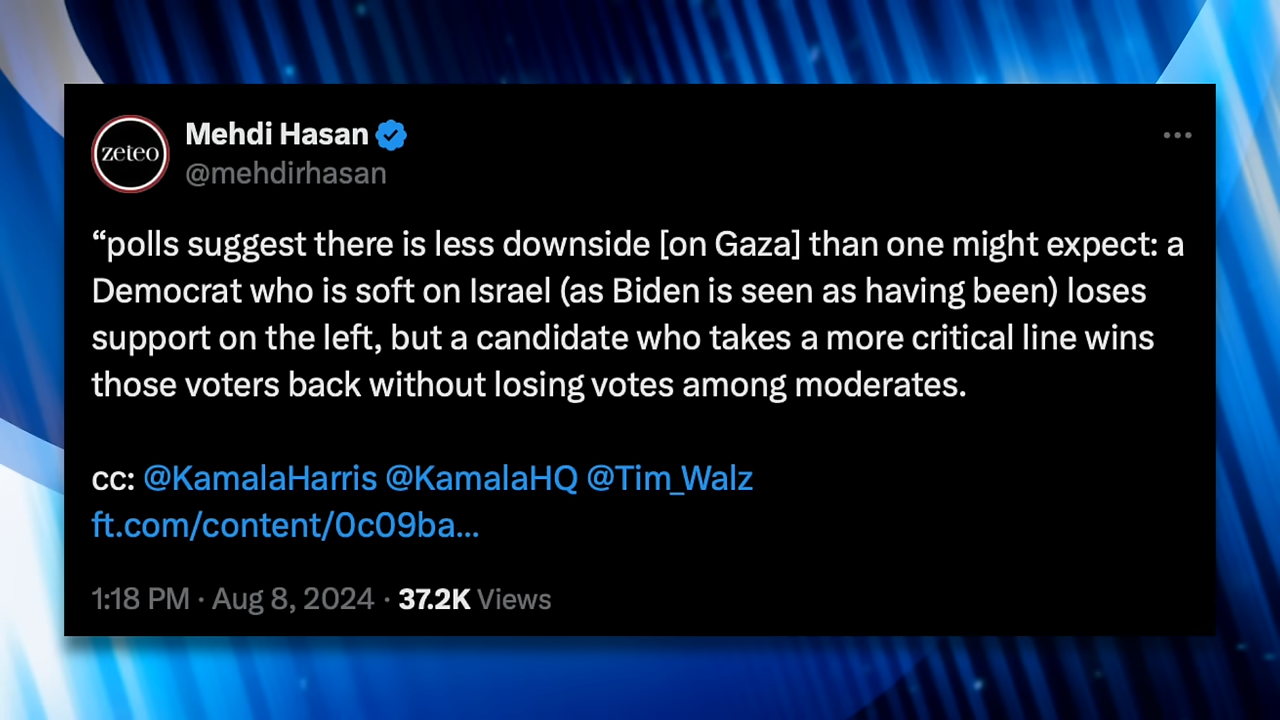 zeteo
Mehdi Hasan
@mehdirhasan
“polls suggest there is less downside [on Gaza] than one might expect: a
Democrat who is soft on Israel (as Biden is seen as having been) loses
support on the left, but a candidate who takes a more critical line wins
those voters back without losing votes among moderates.
cc: @KamalaHarris @KamalaHQ @Tim_Walz
ft.com/content/0c09ba...
1:18 PM · Aug 8, 2024 · 37.2K Views